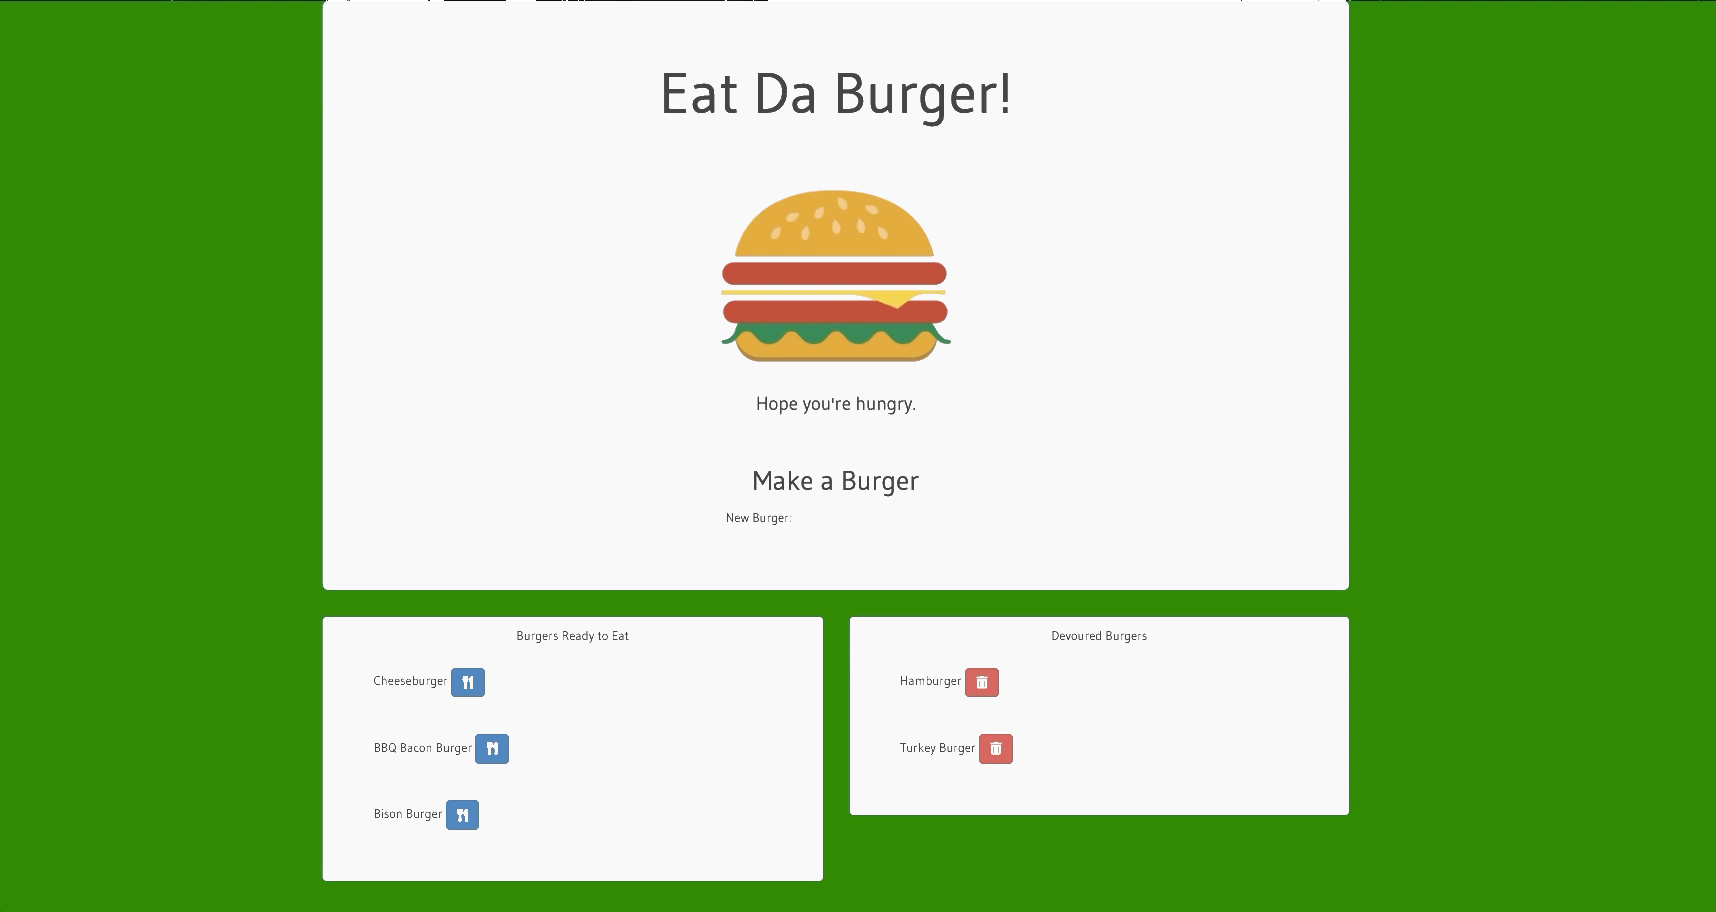 Eat Da Burger!
Hope you're hungry.
Make a Burger
New Burger:
Burgers Ready to Eat
Cheeseburger
BBQ Bacon Burger
Bison Burger
Devoured Burgers
Hamburger
Turkey Burger